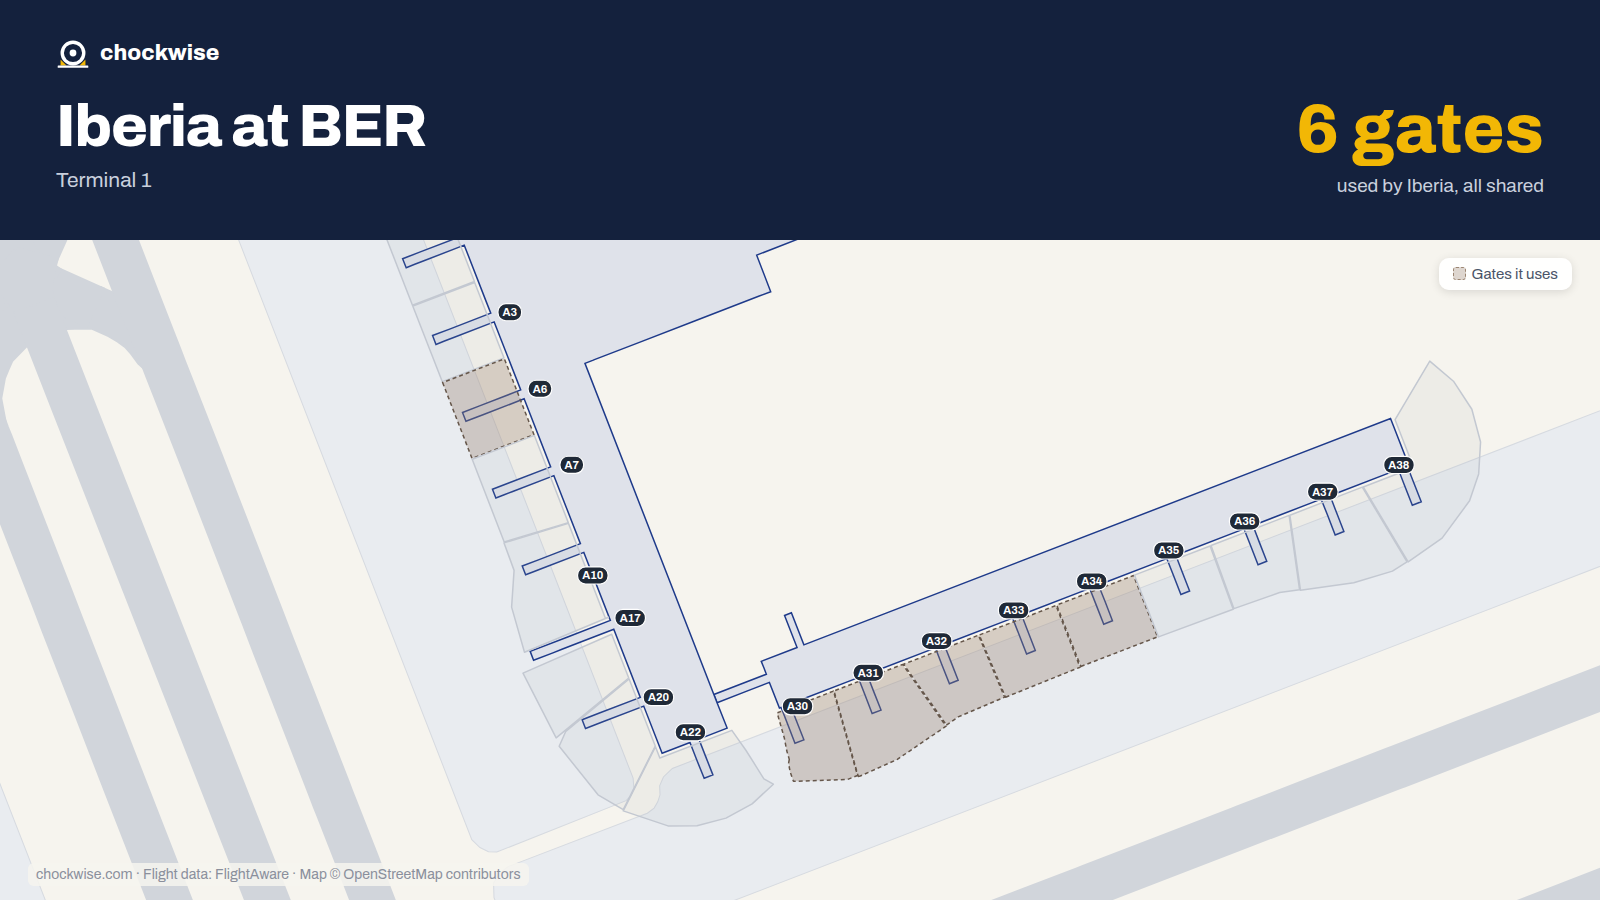 chockwise
Iberia at BER
Terminal 1
6 gates
used by Iberia, all shared
Gates it uses
A3
A6
A7
A10
A17
A20
A22
A30
A31
A32
A33
A34
A35
A36
A37
A38
chockwise.com · Flight data: FlightAware · Map © OpenStreetMap contributors